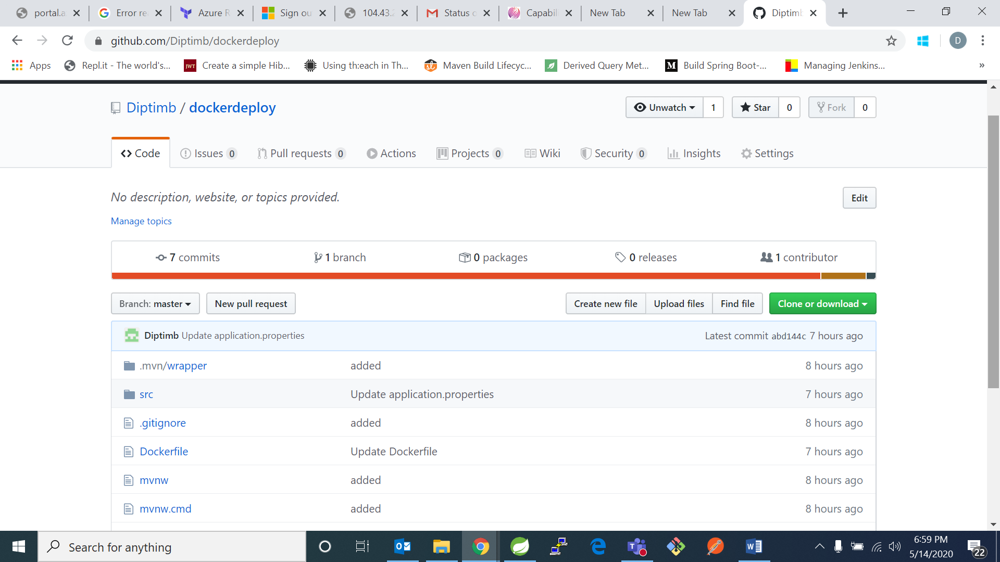 portal.a Error re Azure R Sign ou 104.43.2 Status o Capabil New Tab New Tab Diptimb
github.com/Diptimb/dockerdeploy D
Apps Repl.it - The world's... JWT Create a simple Hib... Using th:each in Th... Maven Build Lifecyc... Derived Query Met... M Build Spring Boot-... Managing Jenkins... »
Diptimb / dockerdeploy Unwatch 1 Star 0 Fork 0
Code Issues 0 Pull requests 0 Actions Projects 0 Wiki Security 0 Insights Settings
No description, website, or topics provided. Edit
Manage topics
7 commits 1 branch 0 packages 0 releases 1 contributor
Branch: master New pull request Create new file Upload files Find file Clone or download
Diptimb Update application.properties Latest commit abd144c 7 hours ago
.mvn/wrapper added 8 hours ago
src Update application.properties 7 hours ago
.gitignore added 8 hours ago
Dockerfile Update Dockerfile 7 hours ago
mvnw added 8 hours ago
mvnw.cmd added 8 hours ago
Search for anything 6:59 PM
5/14/2020 22